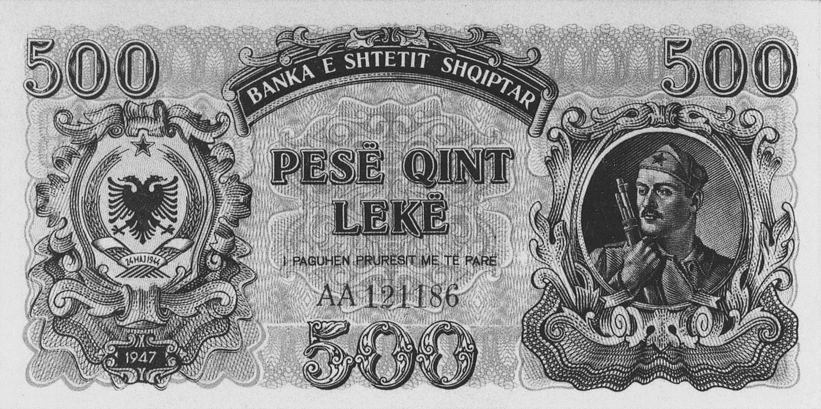 500
500
BANKA E SHTETIT SHQIPTAR
PESË QINT
LEKË
I PAGUHEN PRURESIT ME TË PARE
AA 121186
24 MAJ 1944
1947
500